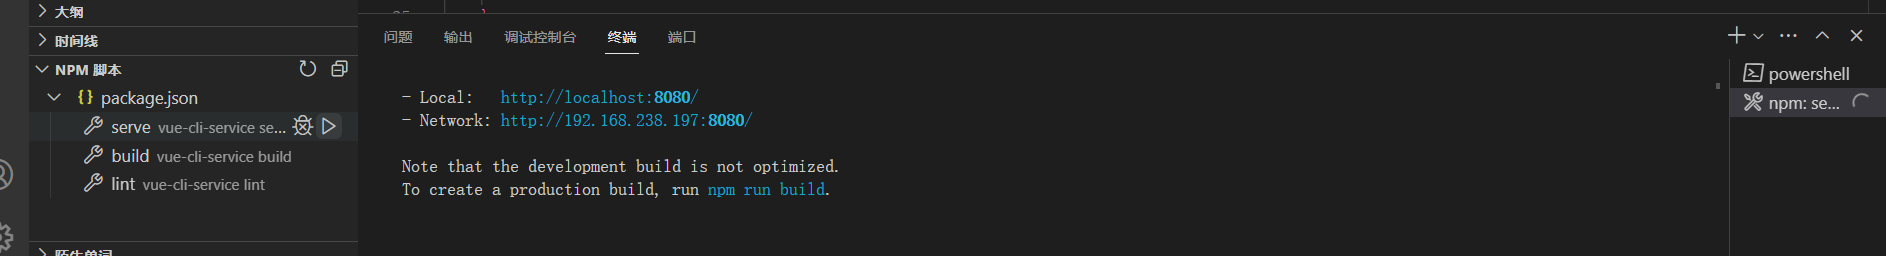 大纲
时间线
NPM 脚本
package.json
serve vue-cli-service se...
build vue-cli-service build
lint vue-cli-service lint
问题 输出 调试控制台 终端 端口
- Local: http://localhost:8080/
- Network: http://192.168.238.197:8080/
Note that the development build is not optimized.
To create a production build, run npm run build.
powershell
npm: se...